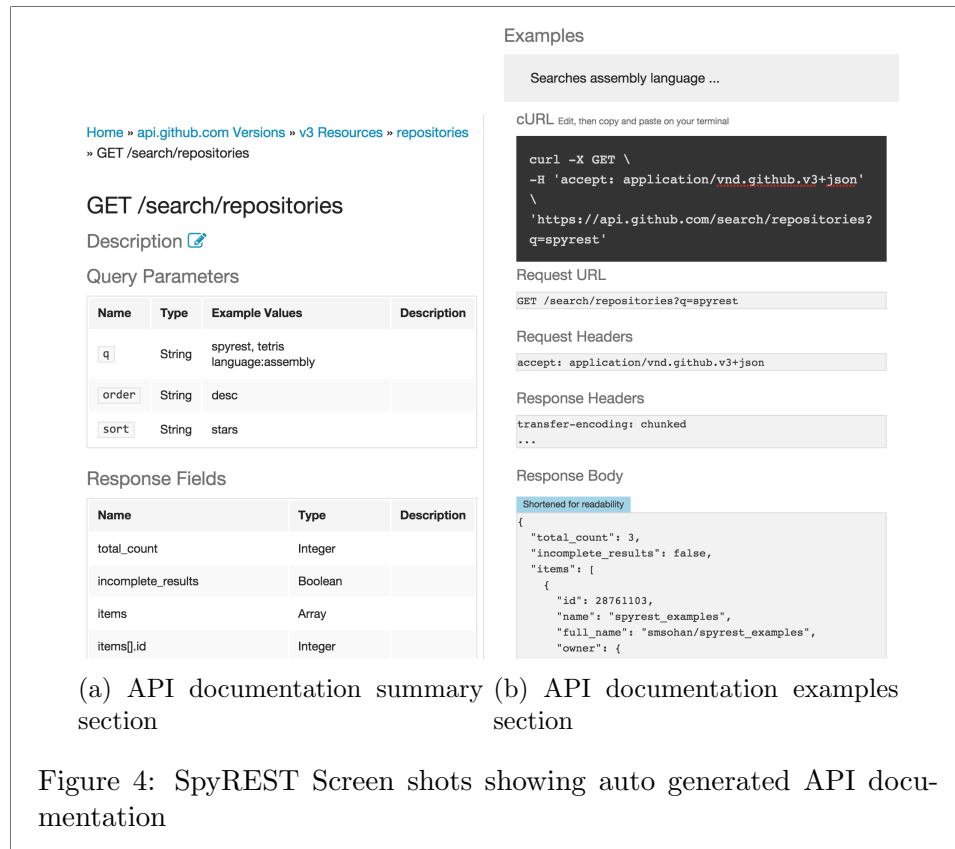 Home » api.github.com Versions » v3 Resources » repositories
» GET /search/repositories
GET /search/repositories
Description
Query Parameters
Name Type Example Values Description
q String spyrest, tetris
language:assembly
order String desc
sort String stars
Response Fields
Name Type Description
total_count Integer
incomplete_results Boolean
items Array
items[].id Integer
(a) API documentation summary
section
Examples
Searches assembly language ...
cURL Edit, then copy and paste on your terminal
curl -X GET \
-H 'accept: application/vnd.github.v3+json'
\
'https://api.github.com/search/repositories?
q=spyrest'
Request URL
GET /search/repositories?q=spyrest
Request Headers
accept: application/vnd.github.v3+json
Response Headers
transfer-encoding: chunked
...
Response Body
Shortened for readability
{
"total_count": 3,
"incomplete_results": false,
"items": [
{
"id": 28761103,
"name": "spyrest_examples",
"full_name": "smsohan/spyrest_examples",
"owner": {
(b) API documentation examples
section
Figure 4: SpyREST Screen shots showing auto generated API docu-
mentation